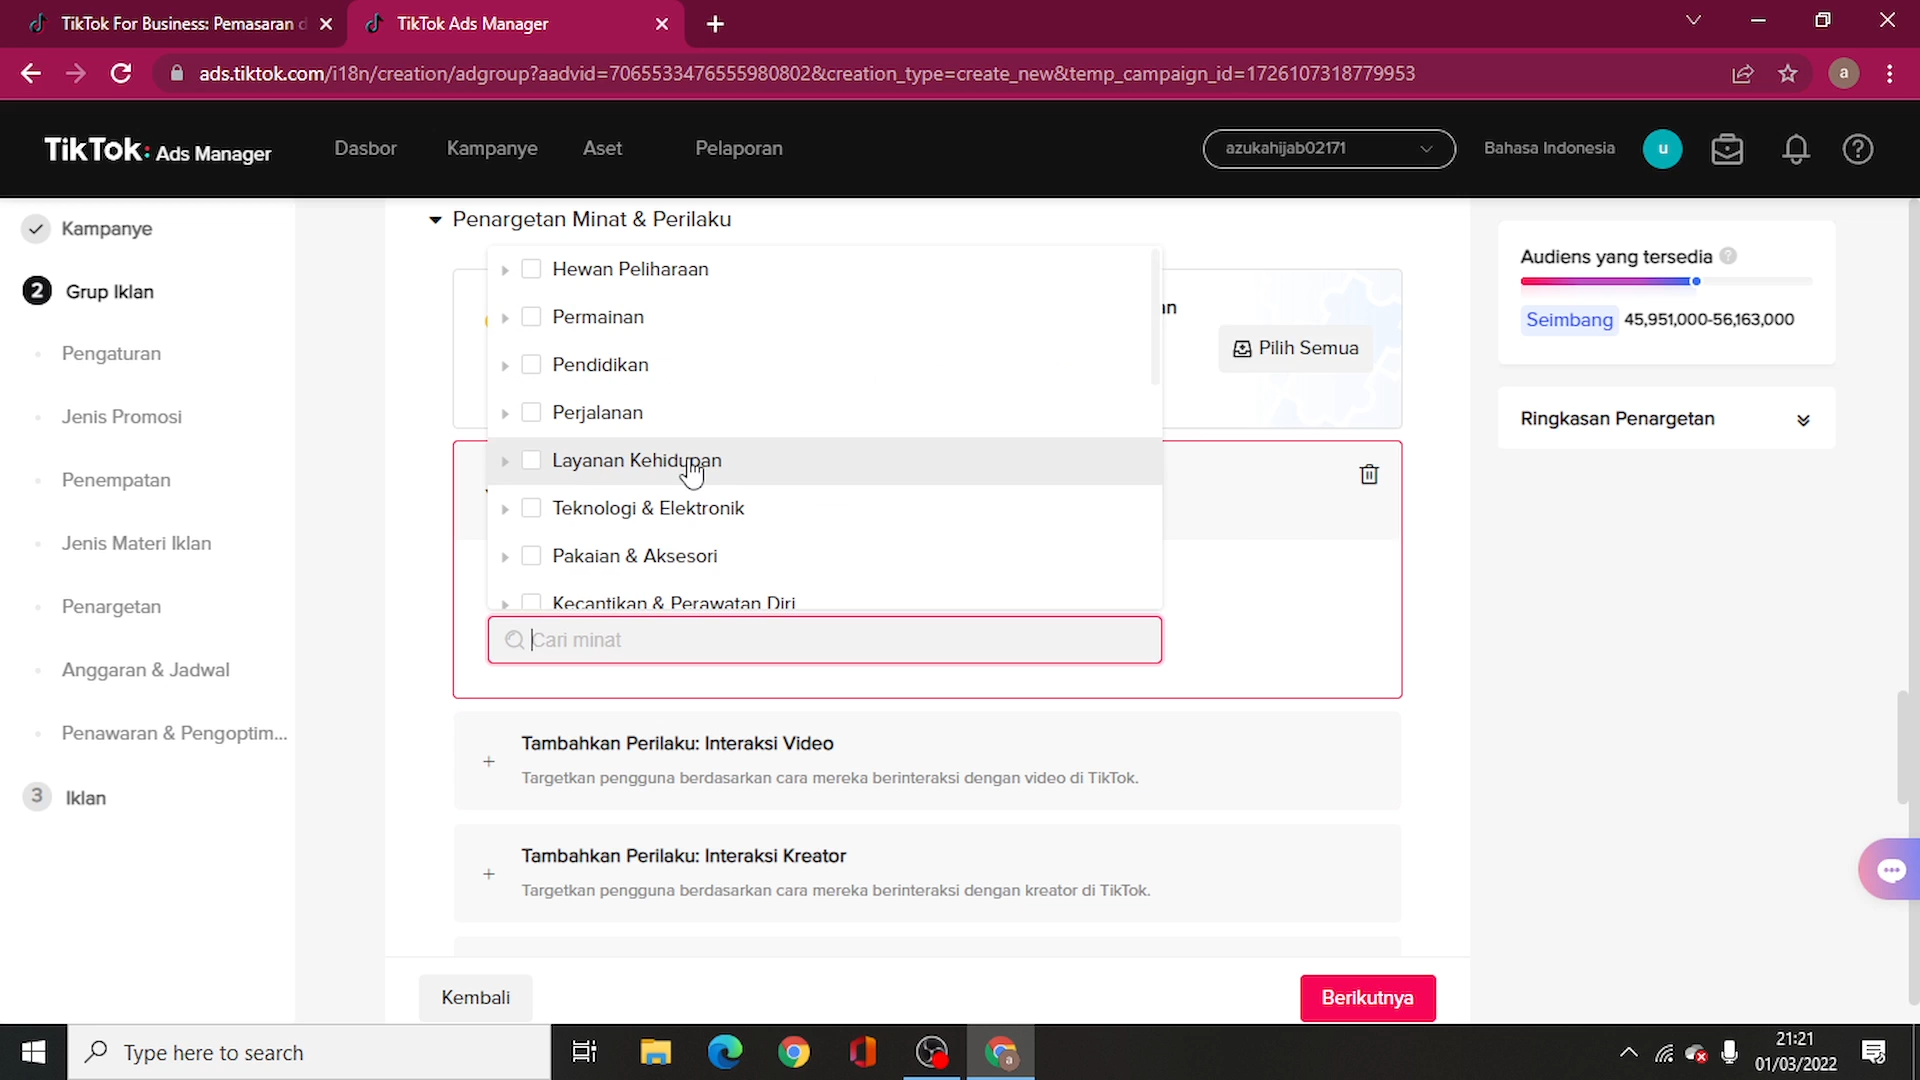 TikTok For Business: Pemasaran d
TikTok Ads Manager
ads.tiktok.com/i18n/creation/adgroup?aadvid=7065533476555980802&creation_type=create_new&temp_campaign_id=1726107318779953
a
TikTok: Ads Manager
Dasbor
Kampanye
Aset
Pelaporan
azukahijab02171
Bahasa Indonesia
u
?
Kampanye
2 Grup Iklan
Pengaturan
Jenis Promosi
Penempatan
Jenis Materi Iklan
Penargetan
Anggaran & Jadwal
Penawaran & Pengoptim...
3 Iklan
Penargetan Minat & Perilaku
Hewan Peliharaan
Permainan
Pendidikan
Perjalanan
Layanan Kehidupan
Teknologi & Elektronik
Pakaian & Aksesori
Kecantikan & Perawatan Diri
Cari minat
Pilih Semua
Tambahkan Perilaku: Interaksi Video
Targetkan pengguna berdasarkan cara mereka berinteraksi dengan video di TikTok.
Tambahkan Perilaku: Interaksi Kreator
Targetkan pengguna berdasarkan cara mereka berinteraksi dengan kreator di TikTok.
Kembali
Berikutnya
Audiens yang tersedia ?
Seimbang 45,951,000-56,163,000
Ringkasan Penargetan
Type here to search
a
21:21
01/03/2022